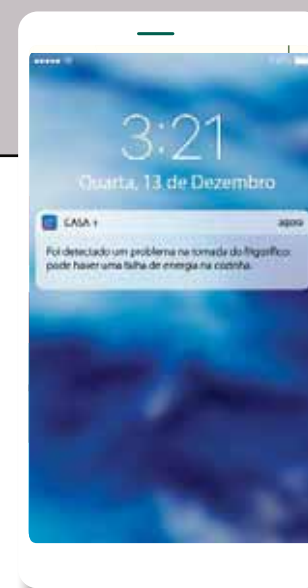 3:21
Quarta, 13 de Dezembro
CASA + agora
Foi detectado um problema na tomada do frigorífico:
pode haver uma falha de energia na cozinha.